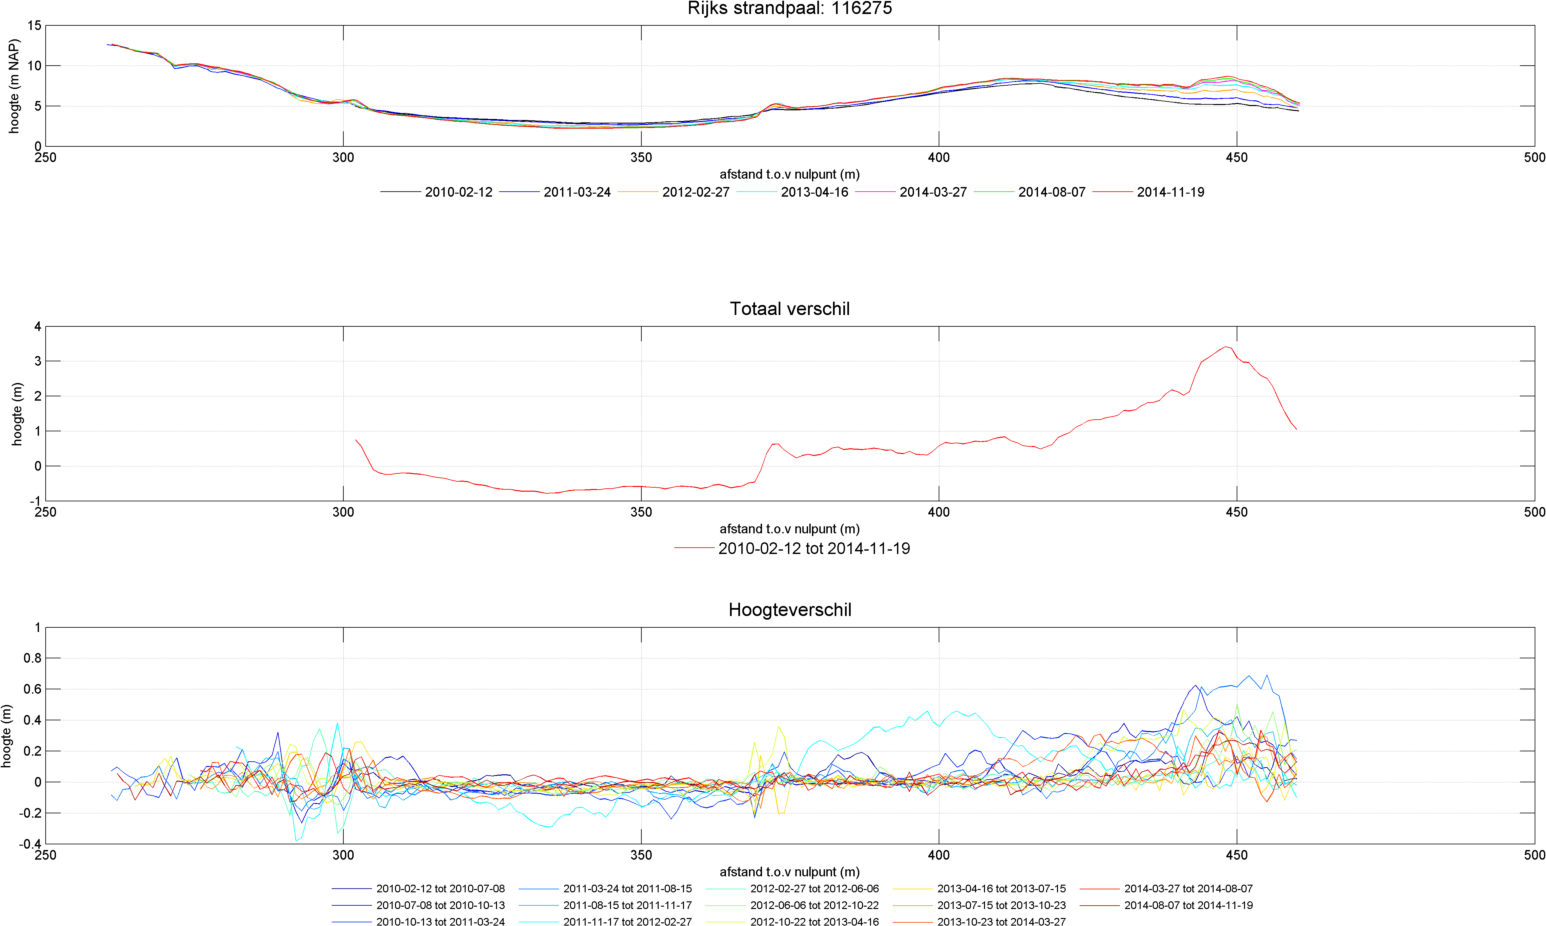 Rijks strandpaal: 116275
15
10
5
0
hoogte (m NAP)
250 300 350 400 450 500
afstand t.o.v nulpunt (m)
2010-02-12 2011-03-24 2012-02-27 2013-04-16 2014-03-27 2014-08-07 2014-11-19
Totaal verschil
4
3
2
1
0
-1
hoogte (m)
250 300 350 400 450 500
afstand t.o.v nulpunt (m)
2010-02-12 tot 2014-11-19
Hoogteverschil
1
0.8
0.6
0.4
0.2
0
-0.2
-0.4
hoogte (m)
250 300 350 400 450 500
afstand t.o.v nulpunt (m)
2010-02-12 tot 2010-07-08 2011-03-24 tot 2011-08-15 2012-02-27 tot 2012-06-06 2013-04-16 tot 2013-07-15 2014-03-27 tot 2014-08-07
2010-07-08 tot 2010-10-13 2011-08-15 tot 2011-11-17 2012-06-06 tot 2012-10-22 2013-07-15 tot 2013-10-23 2014-08-07 tot 2014-11-19
2010-10-13 tot 2011-03-24 2011-11-17 tot 2012-02-27 2012-10-22 tot 2013-04-16 2013-10-23 tot 2014-03-27